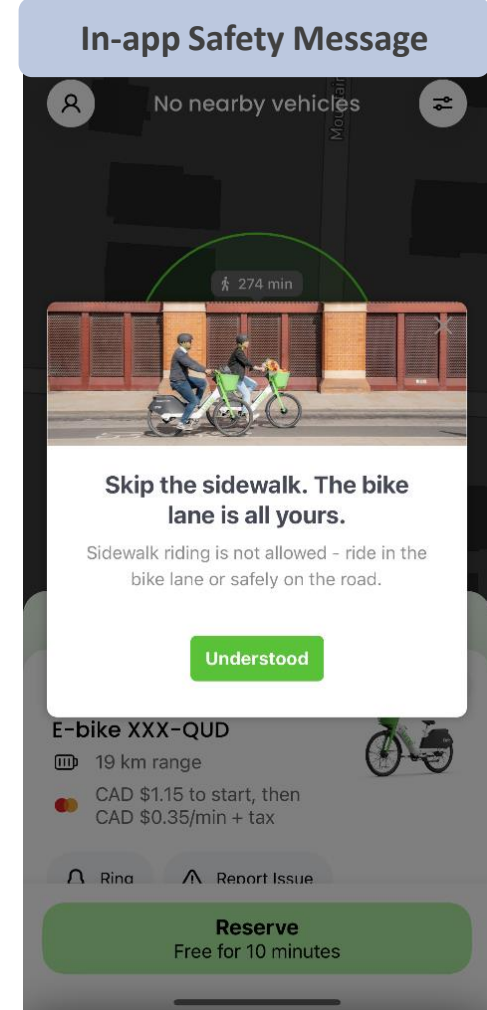 In-app Safety Message
No nearby vehicles
274 min
Skip the sidewalk. The bike
lane is all yours.
Sidewalk riding is not allowed - ride in the
bike lane or safely on the road.
Understood
E-bike XXX-QUD
19 km range
CAD $1.15 to start, then
CAD $0.35/min + tax
Ring
Report Issue
Reserve
Free for 10 minutes